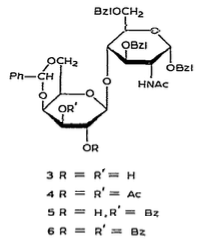 BzlOCH₂
O
OBzl
OBzl
HNAc
OCH₂
Ph-CH
O
O
O
OR'
O
OR
3 R = R' = H
4 R = R' = Ac
5 R = H, R' = Bz
6 R = R' = Bz